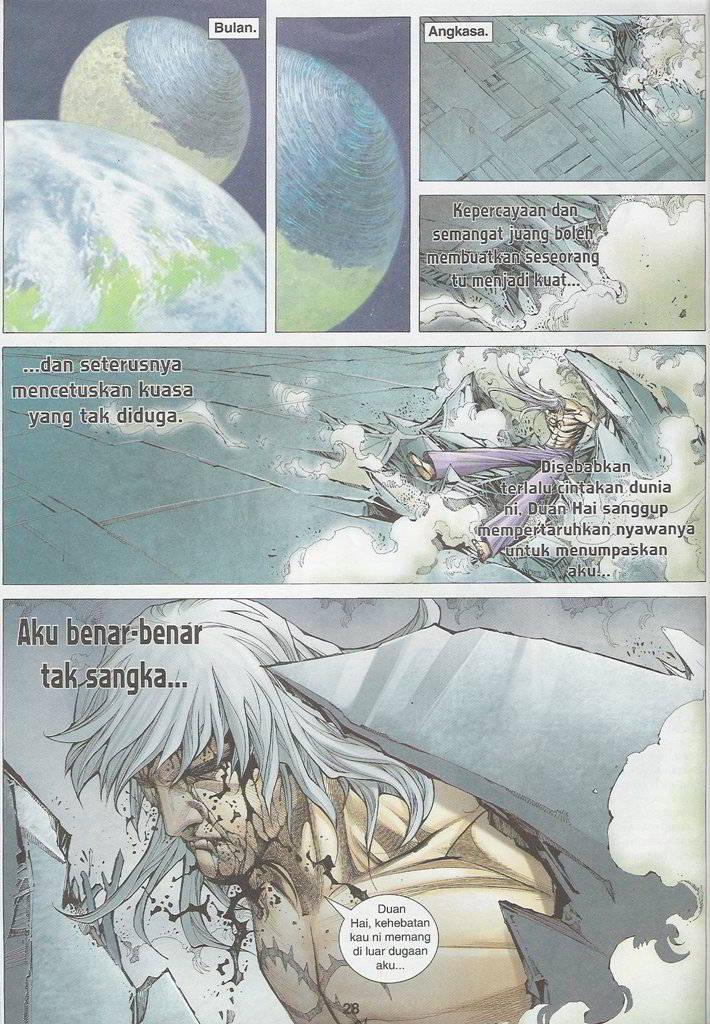 Bulan.
Angkasa.
Kepercayaan dan
semangat juang boleh
membuatkan seseorang
tu menjadi kuat...
...dan seterusnya
mencetuskan kuasa
yang tak diduga.
Disebabkan
terlalu cintakan dunia
ni, Duan Hai sanggup
mempertaruhkan nyawanya
untuk menumpaskan
aku...
Aku benar-benar
tak sangka...
Duan
Hai, kehebatan
kau ni memang
di luar dugaan
aku...
28